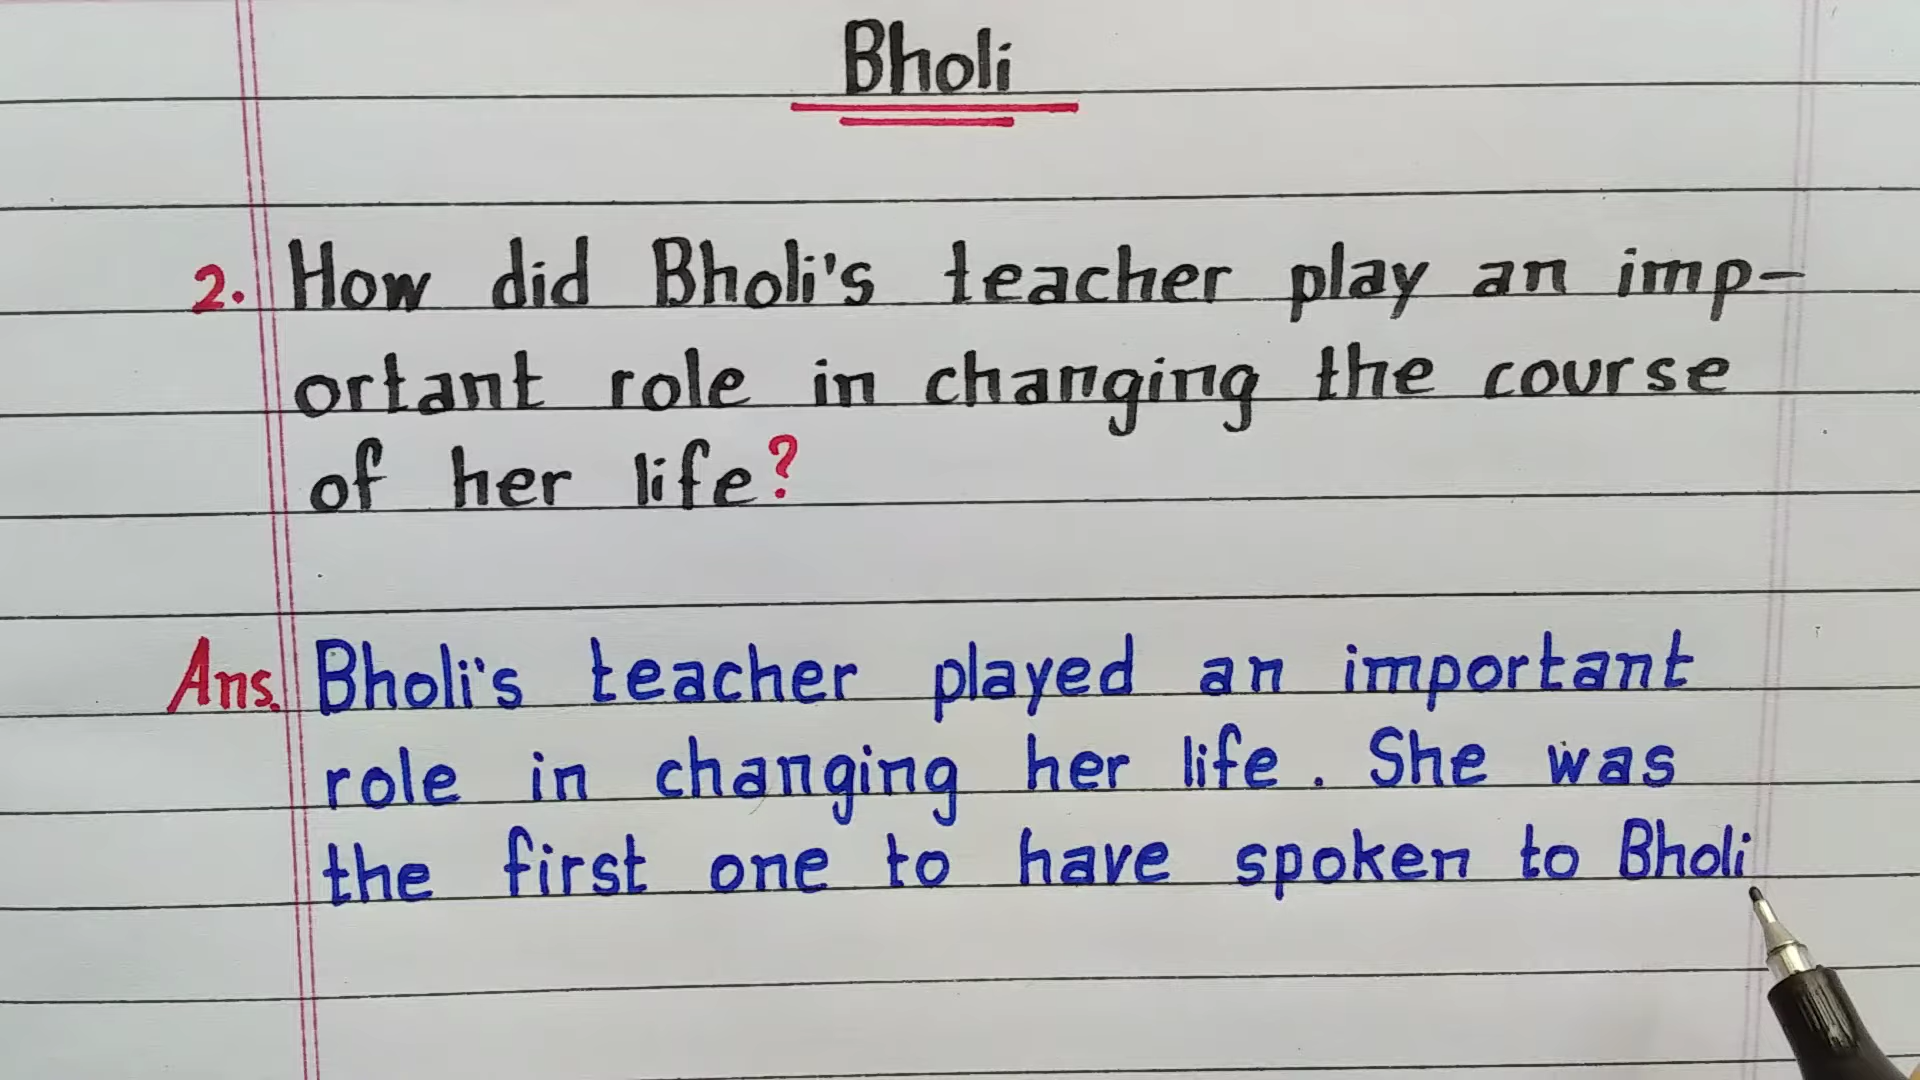 Bholi
2. How did Bholi's teacher play an imp-
ortant role in changing the course
of her life?
Ans. Bholi's teacher played an important
role in changing her life. She was
the first one to have spoken to Bholi